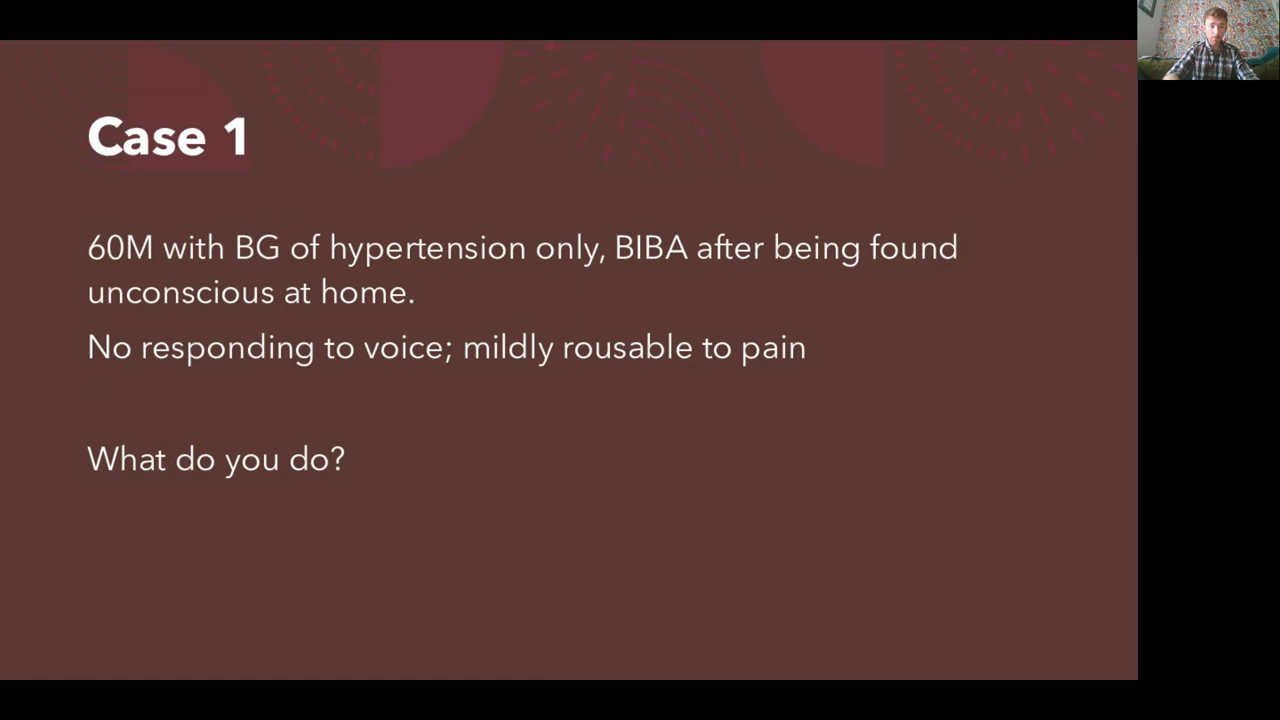 Case 1
60M with BG of hypertension only, BIBA after being found
unconscious at home.
No responding to voice; mildly rousable to pain
What do you do?